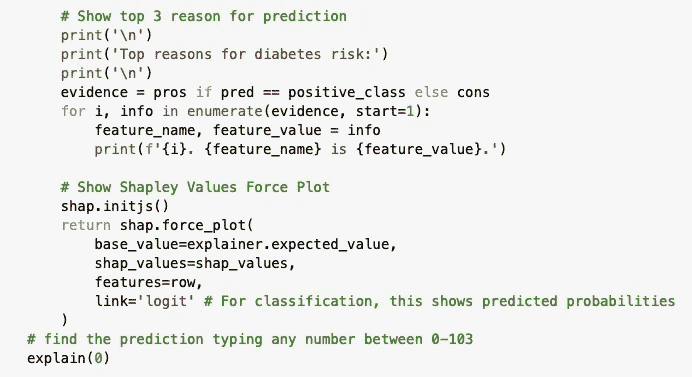 # Show top 3 reason for prediction
print('\n')
print('Top reasons for diabetes risk:')
print('\n')
evidence = pros if pred == positive_class else cons
for i, info in enumerate(evidence, start=1):
feature_name, feature_value = info
print(f'{i}. {feature_name} is {feature_value}.')
# Show Shapley Values Force Plot
shap.initjs()
return shap.force_plot(
base_value=explainer.expected_value,
shap_values=shap_values,
features=row,
link='logit' # For classification, this shows predicted probabilities
)
# find the prediction typing any number between 0-103
explain(0)